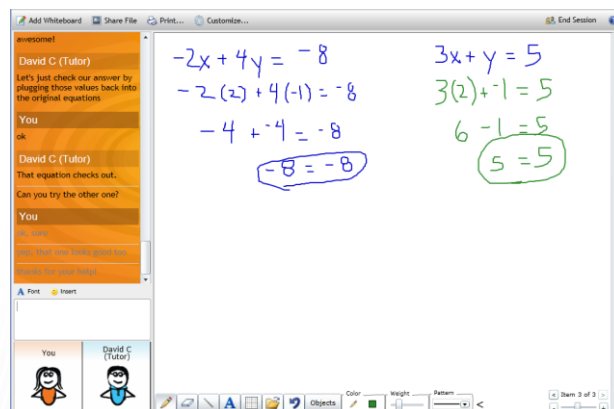 Add Whiteboard Share File Print... Customize... End Session
awesome!
David C (Tutor)
Let's just check our answer by
plugging those values back into
the original equations
You
ok
David C (Tutor)
That equation checks out.
Can you try the other one?
You
ok, sure
yep, that one looks good too
thanks for your help!
A Font Insert
You
David C
(Tutor)
-2x + 4y = -8
-2(2) + 4(-1) = -8
-4 + -4 = -8
-8 = -8
3x + y = 5
3(2) + -1 = 5
6 - 1 = 5
5 = 5
A Objects Color Weight Pattern < Item 3 of 3 >